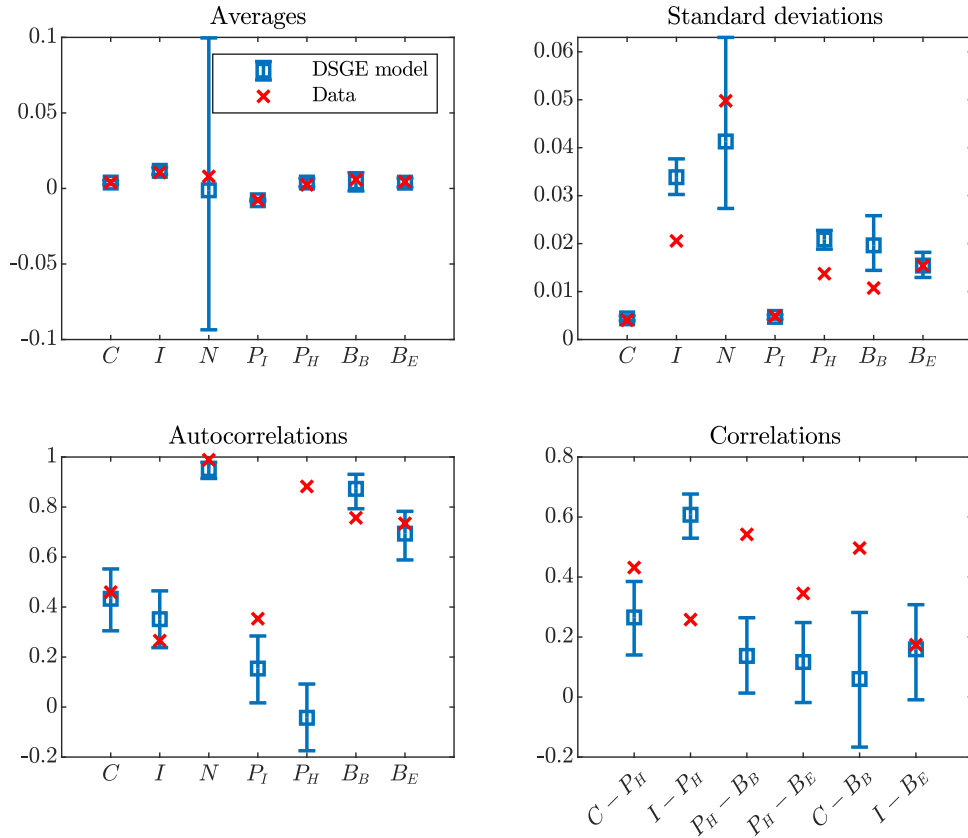 Averages
0.1
0.05
0
-0.05
-0.1
DSGE model
Data
C I N P_I P_H B_B B_E
Standard deviations
0.06
0.05
0.04
0.03
0.02
0.01
0
C I N P_I P_H B_B B_E
Autocorrelations
1
0.8
0.6
0.4
0.2
0
-0.2
C I N P_I P_H B_B B_E
Correlations
0.8
0.6
0.4
0.2
0
-0.2
C − P_H
I − P_H
P_H − B_B
P_H − B_E
C − B_B
I − B_E